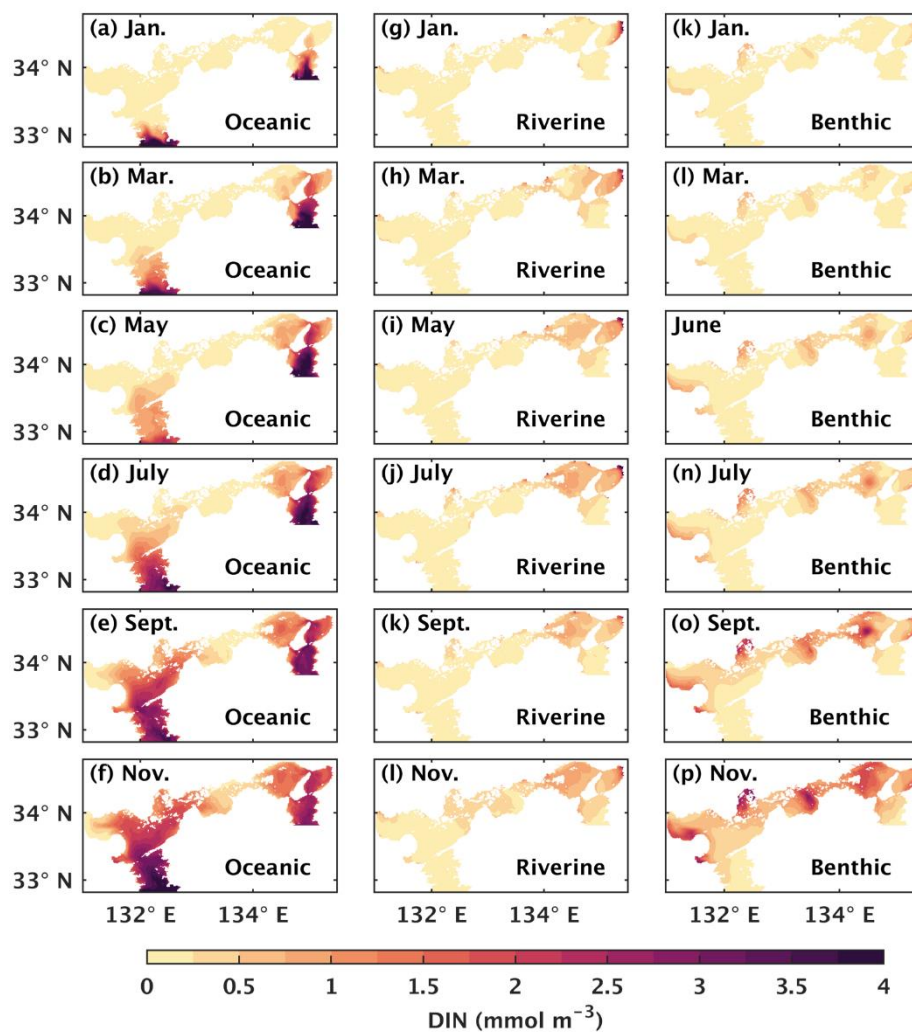 (a) Jan. (g) Jan. (k) Jan.
34° N
33° N
Oceanic Riverine Benthic
(b) Mar. (h) Mar. (l) Mar.
34° N
33° N
Oceanic Riverine Benthic
(c) May (i) May June
34° N
33° N
Oceanic Riverine Benthic
(d) July (j) July (n) July
34° N
33° N
Oceanic Riverine Benthic
(e) Sept. (k) Sept. (o) Sept.
34° N
33° N
Oceanic Riverine Benthic
(f) Nov. (l) Nov. (p) Nov.
34° N
33° N
Oceanic Riverine Benthic
132° E 134° E 132° E 134° E 132° E 134° E
0 0.5 1 1.5 2 2.5 3 3.5 4
DIN (mmol m⁻³)